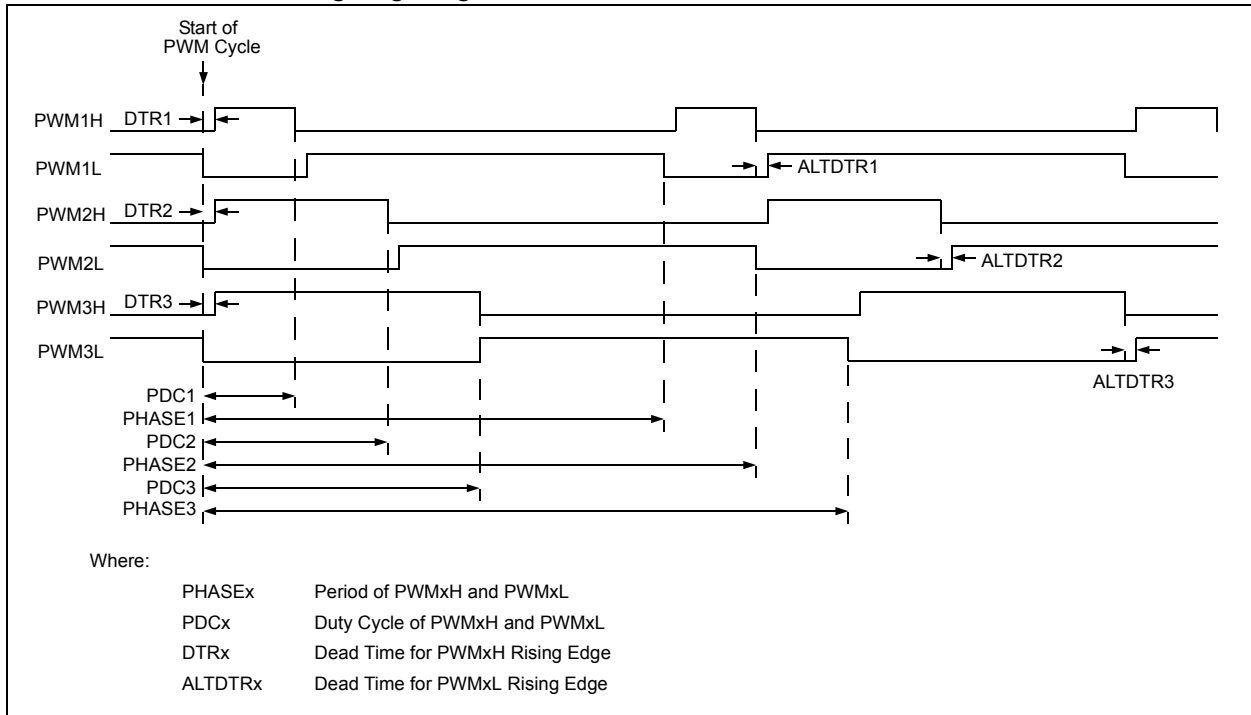 Start of
PWM Cycle
PWM1H DTR1
PWM1L ALTDTR1
PWM2H DTR2
PWM2L ALTDTR2
PWM3H DTR3
PWM3L
ALTDTR3
PDC1
PHASE1
PDC2
PHASE2
PDC3
PHASE3
Where:
PHASEx Period of PWMxH and PWMxL
PDCx Duty Cycle of PWMxH and PWMxL
DTRx Dead Time for PWMxH Rising Edge
ALTDTRx Dead Time for PWMxL Rising Edge